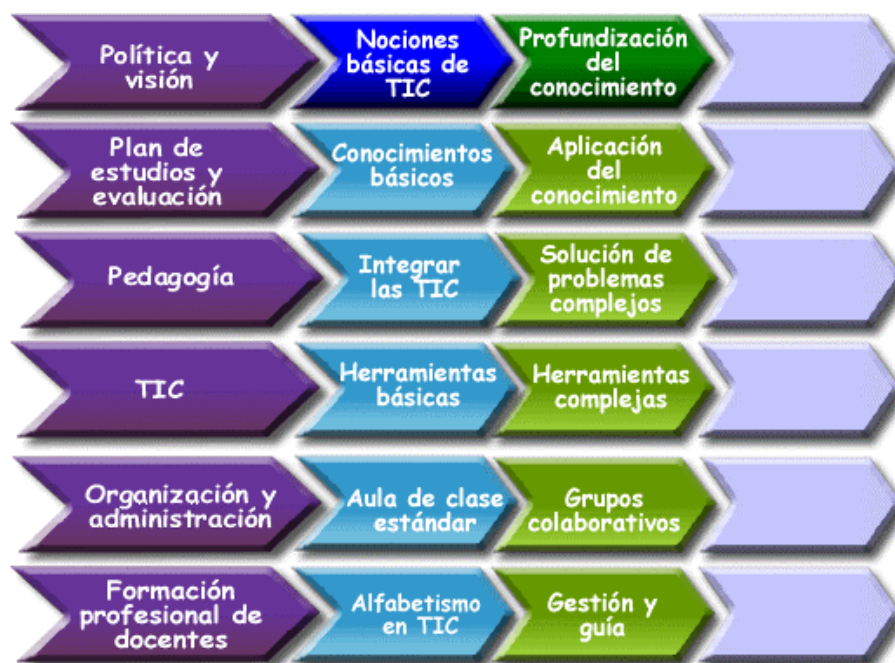 Política y
visión
Nociones
básicas de
TIC
Profundización
del
conocimiento
Plan de
estudios y
evaluación
Conocimientos
básicos
Aplicación
del
conocimiento
Pedagogía
Integrar
las TIC
Solución de
problemas
complejos
TIC
Herramientas
básicas
Herramientas
complejas
Organización y
administración
Aula de clase
estándar
Grupos
colaborativos
Formación
profesional de
docentes
Alfabetismo
en TIC
Gestión y
guía